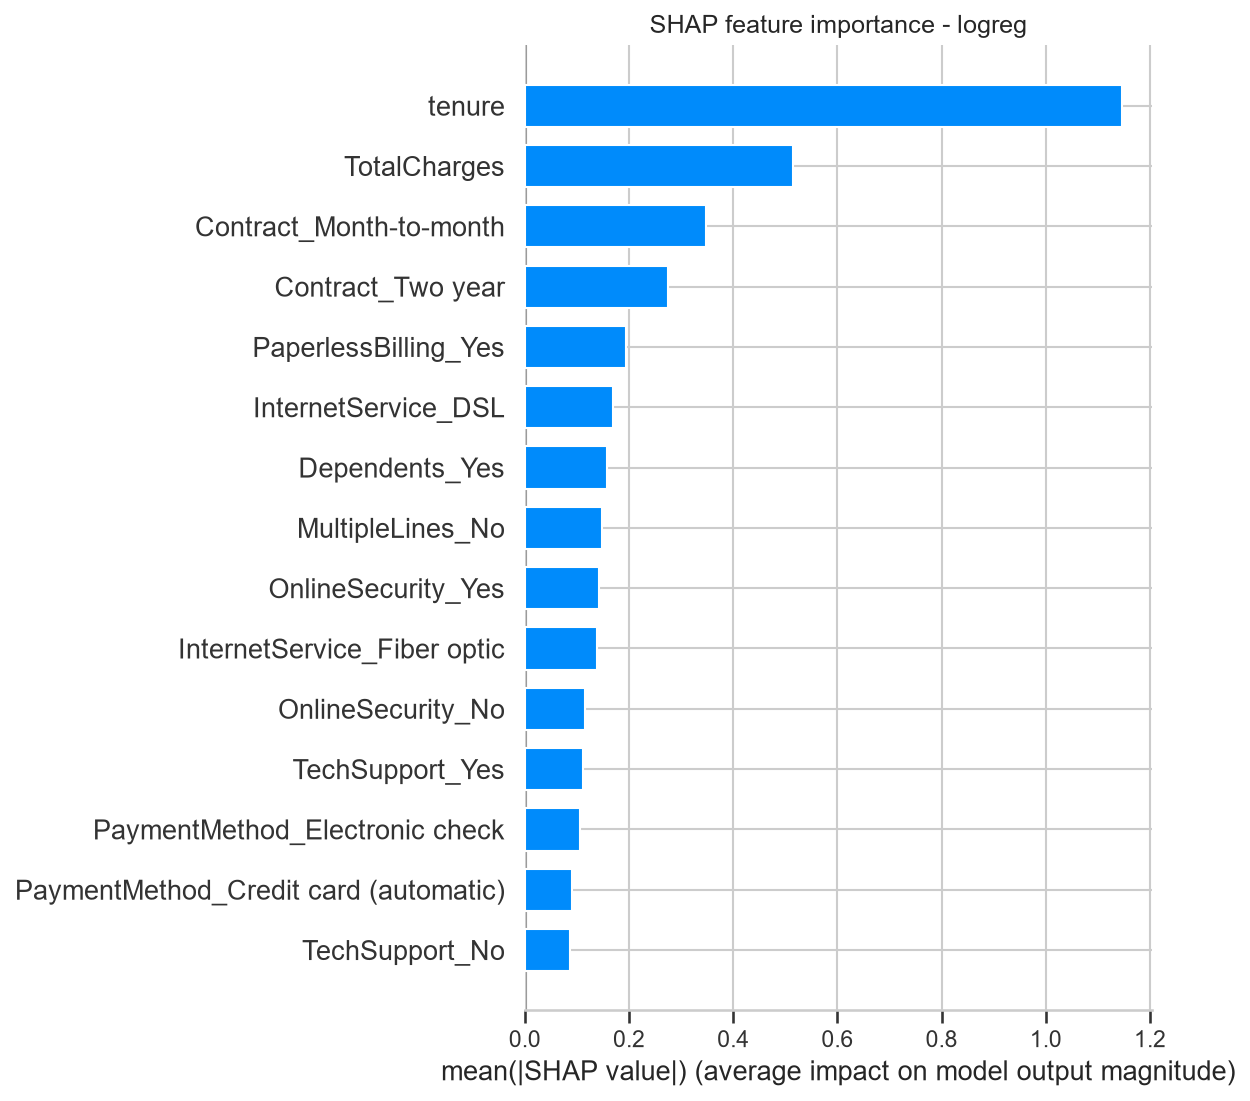 SHAP feature importance - logreg
tenure
TotalCharges
Contract_Month-to-month
Contract_Two year
PaperlessBilling_Yes
InternetService_DSL
Dependents_Yes
MultipleLines_No
OnlineSecurity_Yes
InternetService_Fiber optic
OnlineSecurity_No
TechSupport_Yes
PaymentMethod_Electronic check
PaymentMethod_Credit card (automatic)
TechSupport_No
0.0 0.2 0.4 0.6 0.8 1.0 1.2
mean(|SHAP value|) (average impact on model output magnitude)